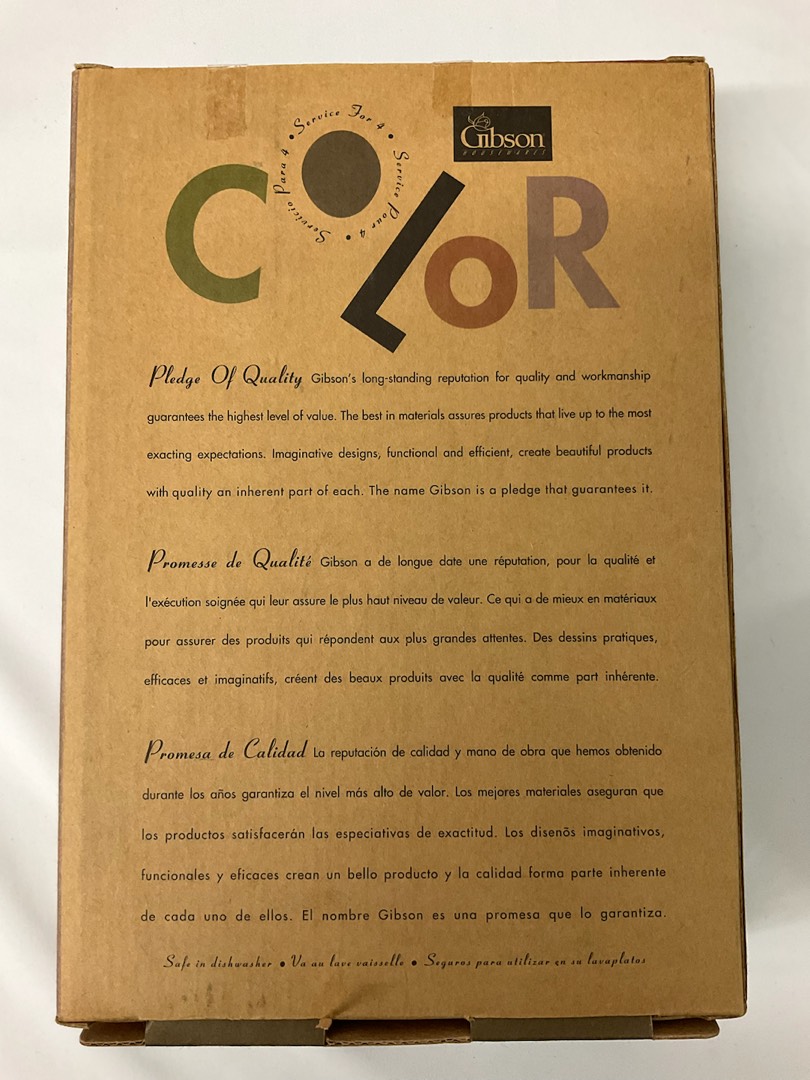 Service For 4 • Service Pour 4 • Servicio Para 4 •
Gibson
HOUSEWARES
COLOR
Pledge Of Quality Gibson's long-standing reputation for quality and workmanship
guarantees the highest level of value. The best in materials assures products that live up to the most
exacting expectations. Imaginative designs, functional and efficient, create beautiful products
with quality an inherent part of each. The name Gibson is a pledge that guarantees it.
Promesse de Qualité Gibson a de longue date une réputation, pour la qualité et
l'exécution soignée qui leur assure le plus haut niveau de valeur. Ce qui a de mieux en matériaux
pour assurer des produits qui répondent aux plus grandes attentes. Des dessins pratiques,
efficaces et imaginatifs, créent des beaux produits avec la qualité comme part inhérente.
Promesa de Calidad La reputación de calidad y mano de obra que hemos obtenido
durante los años garantiza el nivel más alto de valor. Los mejores materiales aseguran que
los productos satisfacerán las especiativas de exactitud. Los disenõs imaginativos,
funcionales y eficaces crean un bello producto y la calidad forma parte inherente
de cada uno de ellos. El nombre Gibson es una promesa que lo garantiza.
Safe in dishwasher • Va au lave vaisselle • Seguros para utilizar en su lavaplatos